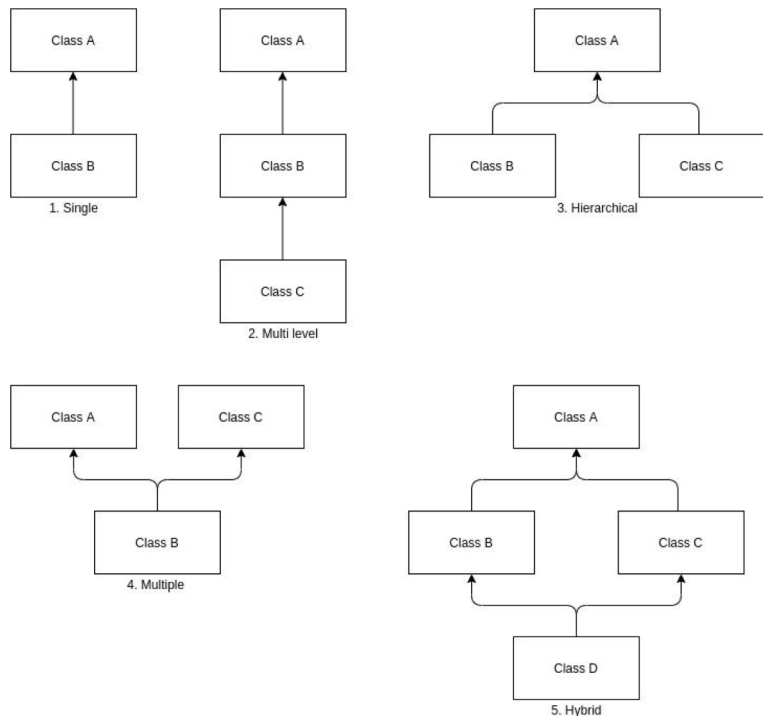 Class A
Class B
1. Single
Class A
Class B
Class C
2. Multi level
Class A
Class B
Class C
3. Hierarchical
Class A
Class C
Class B
4. Multiple
Class A
Class B
Class C
Class D
5. Hybrid